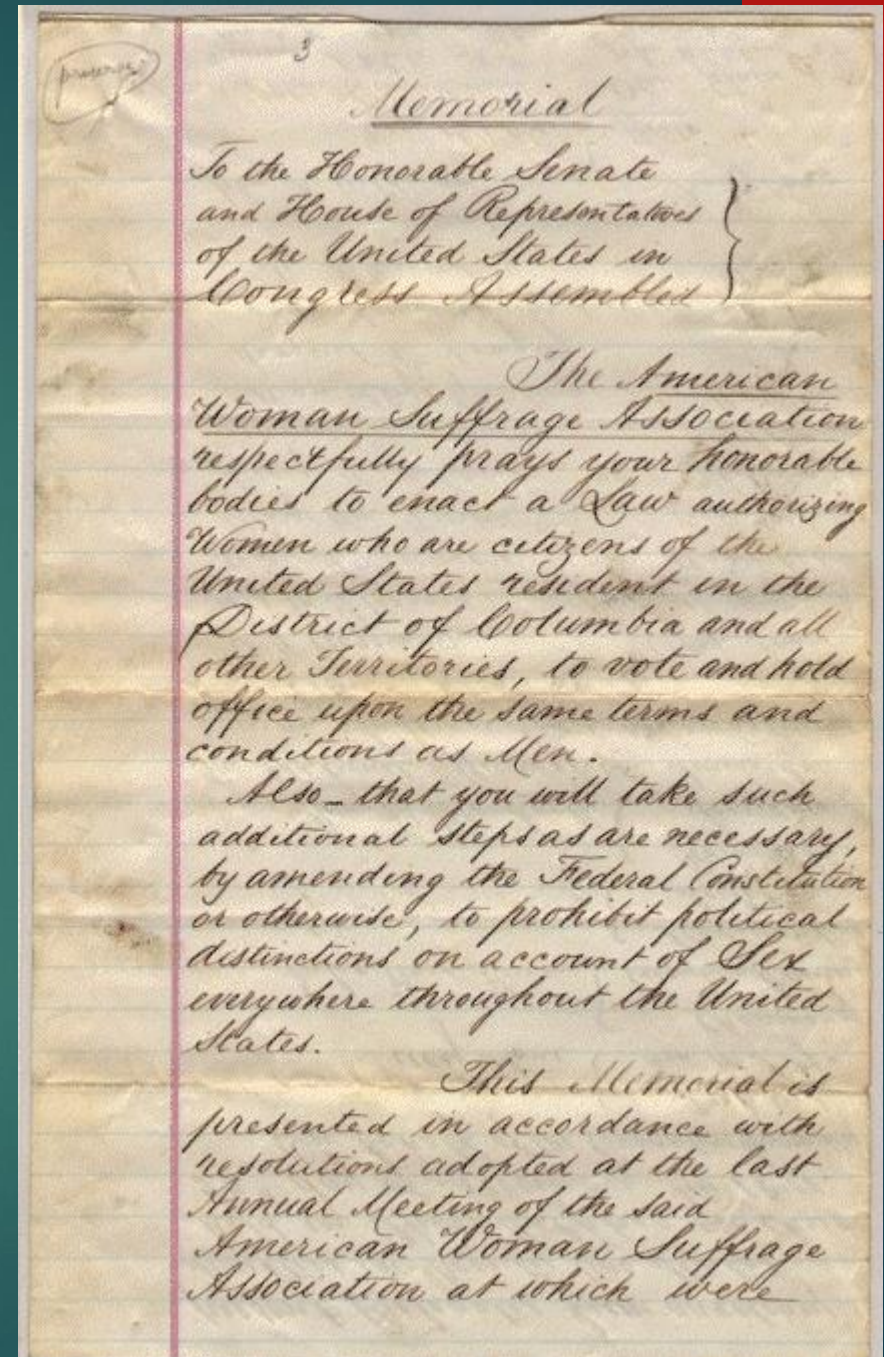 3
preserve
Memorial
To the Honorable Senate
and House of Representatives
of the United States in
Congress Assembled
The American
Woman Suffrage Association
respectfully prays your honorable
bodies to enact a Law authorizing
Women who are citizens of the
United States resident in the
District of Columbia and all
other Territories, to vote and hold
office upon the same terms and
conditions as Men.
Also - that you will take such
additional steps as are necessary,
by amending the Federal Constitution
or otherwise, to prohibit political
distinctions on account of Sex
everywhere throughout the United
States.
This Memorial is
presented in accordance with
resolutions adopted at the last
Annual Meeting of the said
American Woman Suffrage
Association at which were